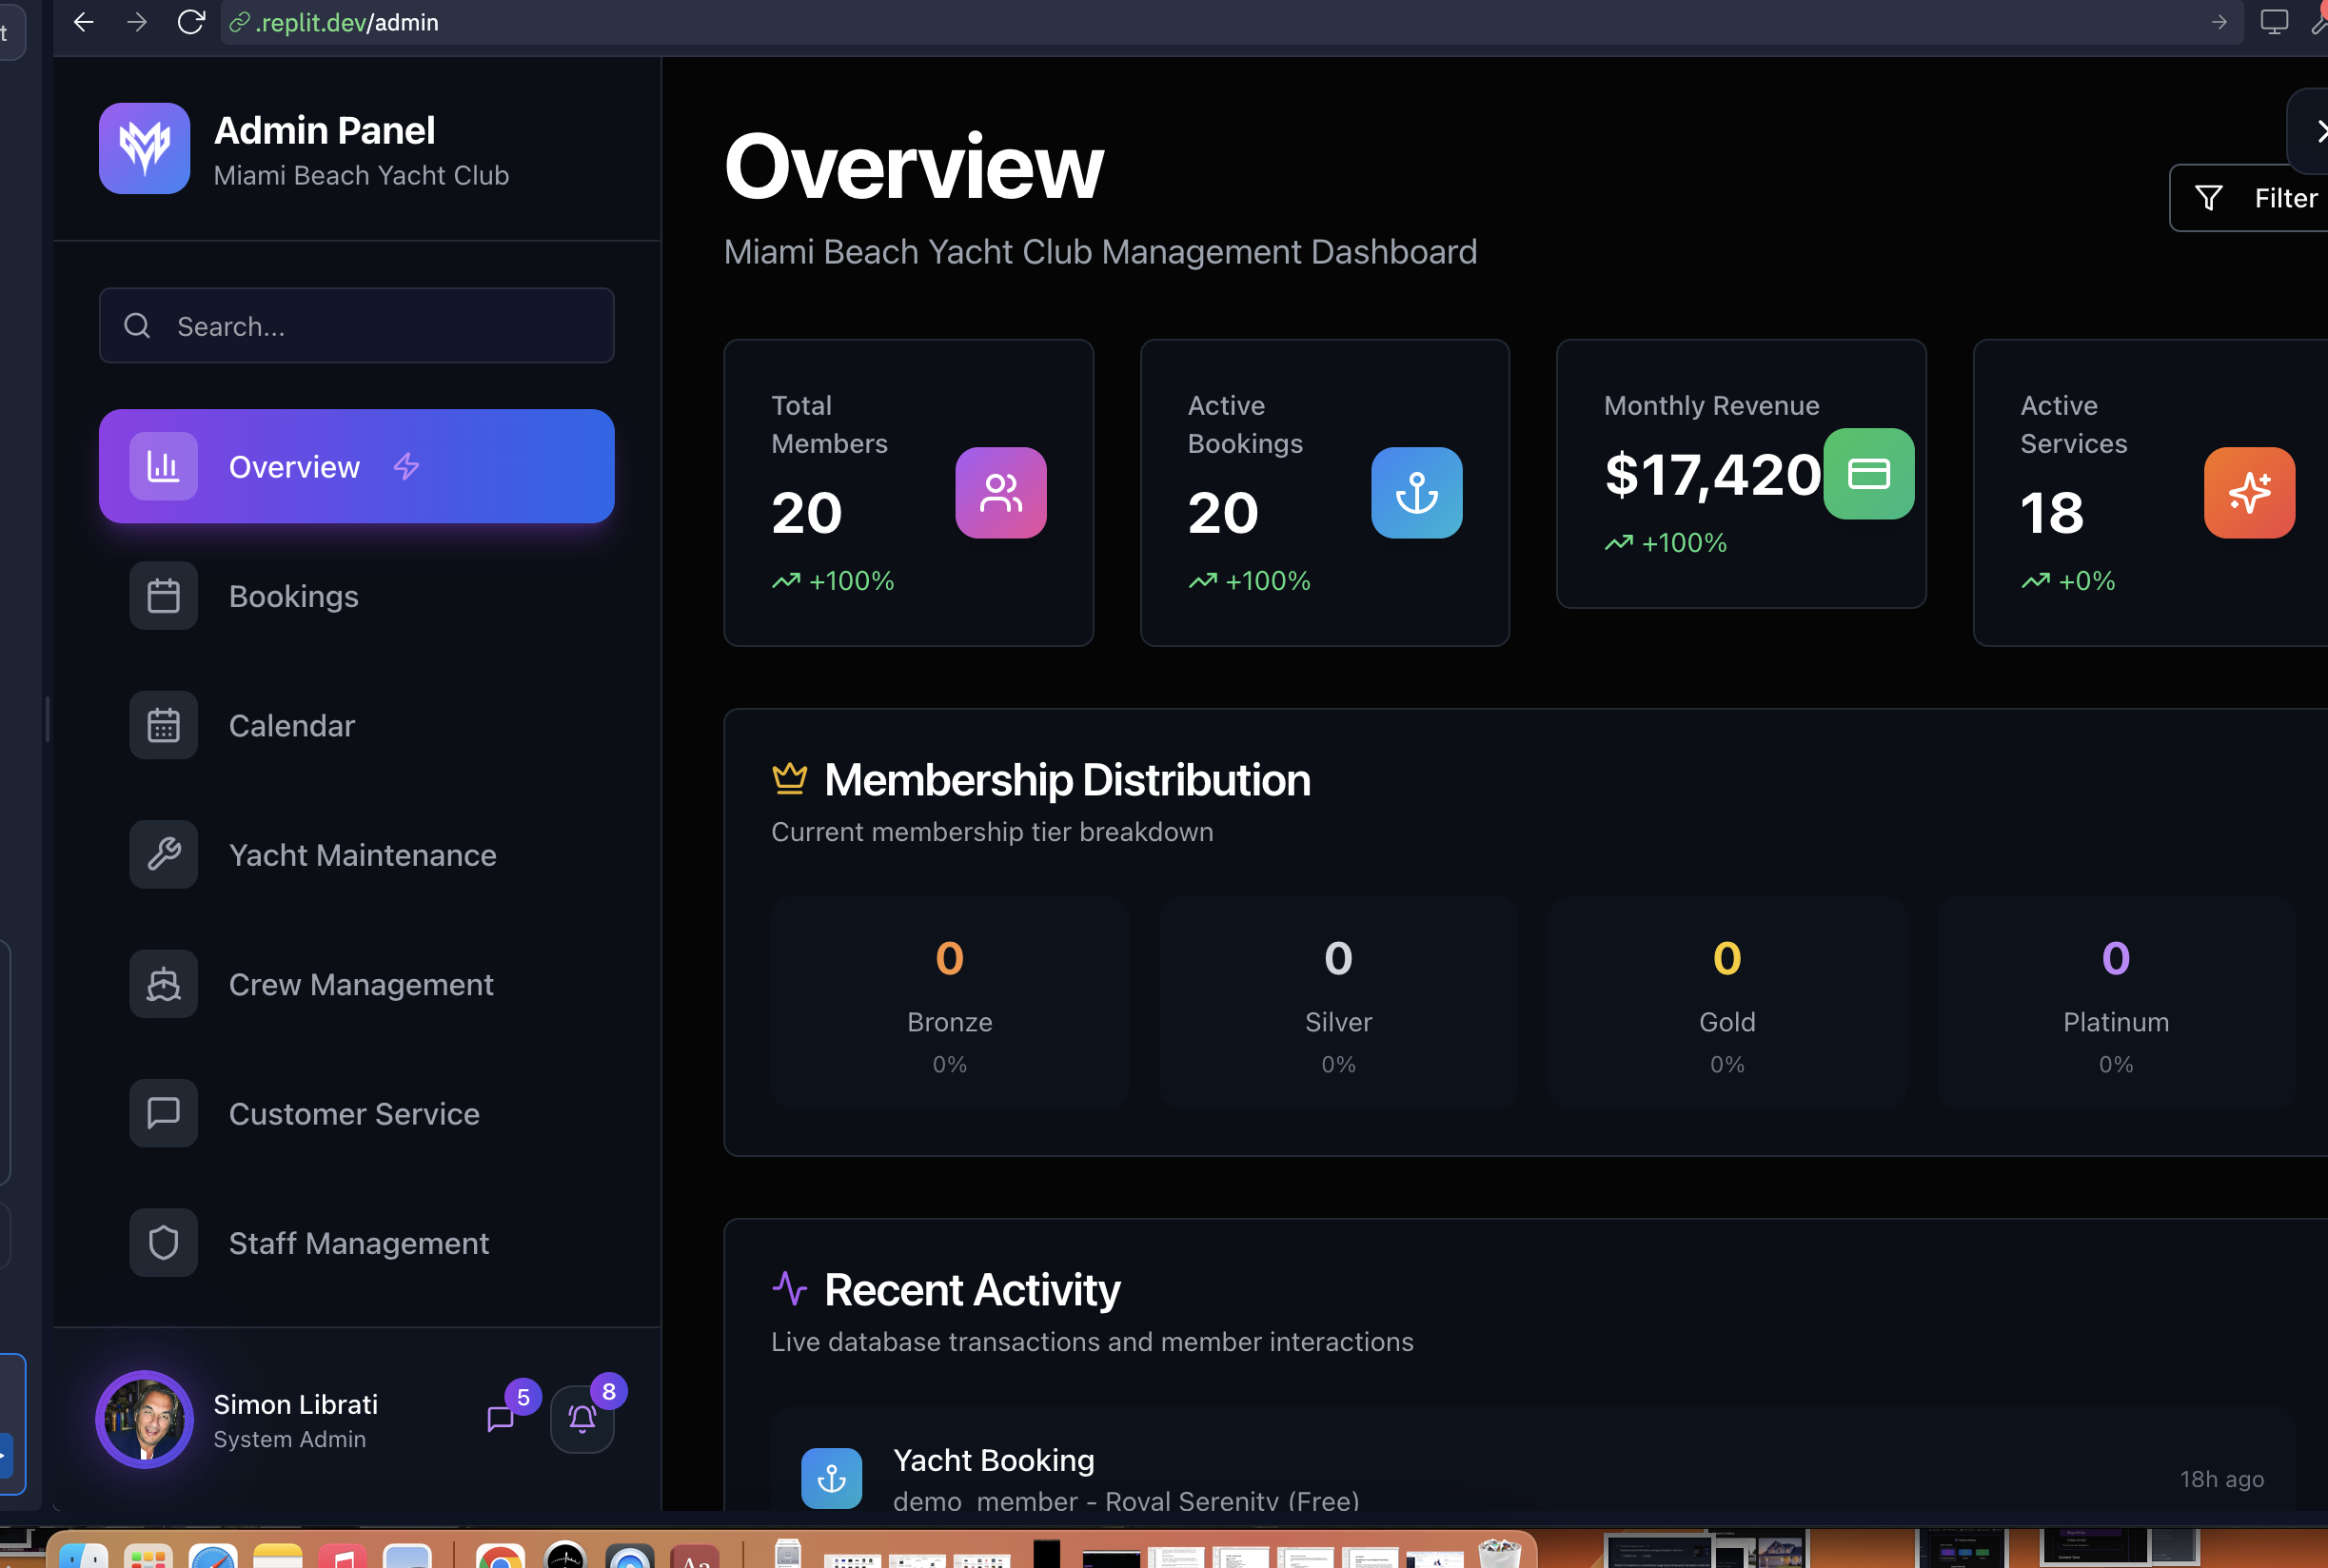 .replit.dev/admin
Admin Panel
Miami Beach Yacht Club
Search...
Overview
Bookings
Calendar
Yacht Maintenance
Crew Management
Customer Service
Staff Management
Simon Librati
System Admin
5
8
Overview
Miami Beach Yacht Club Management Dashboard
Filter
Total
Members
20
+100%
Active
Bookings
20
+100%
Monthly Revenue
$17,420
+100%
Active
Services
18
+0%
Membership Distribution
Current membership tier breakdown
0
Bronze
0%
0
Silver
0%
0
Gold
0%
0
Platinum
0%
Recent Activity
Live database transactions and member interactions
Yacht Booking
demo_member - Royal Serenity (Free)
18h ago
Aa